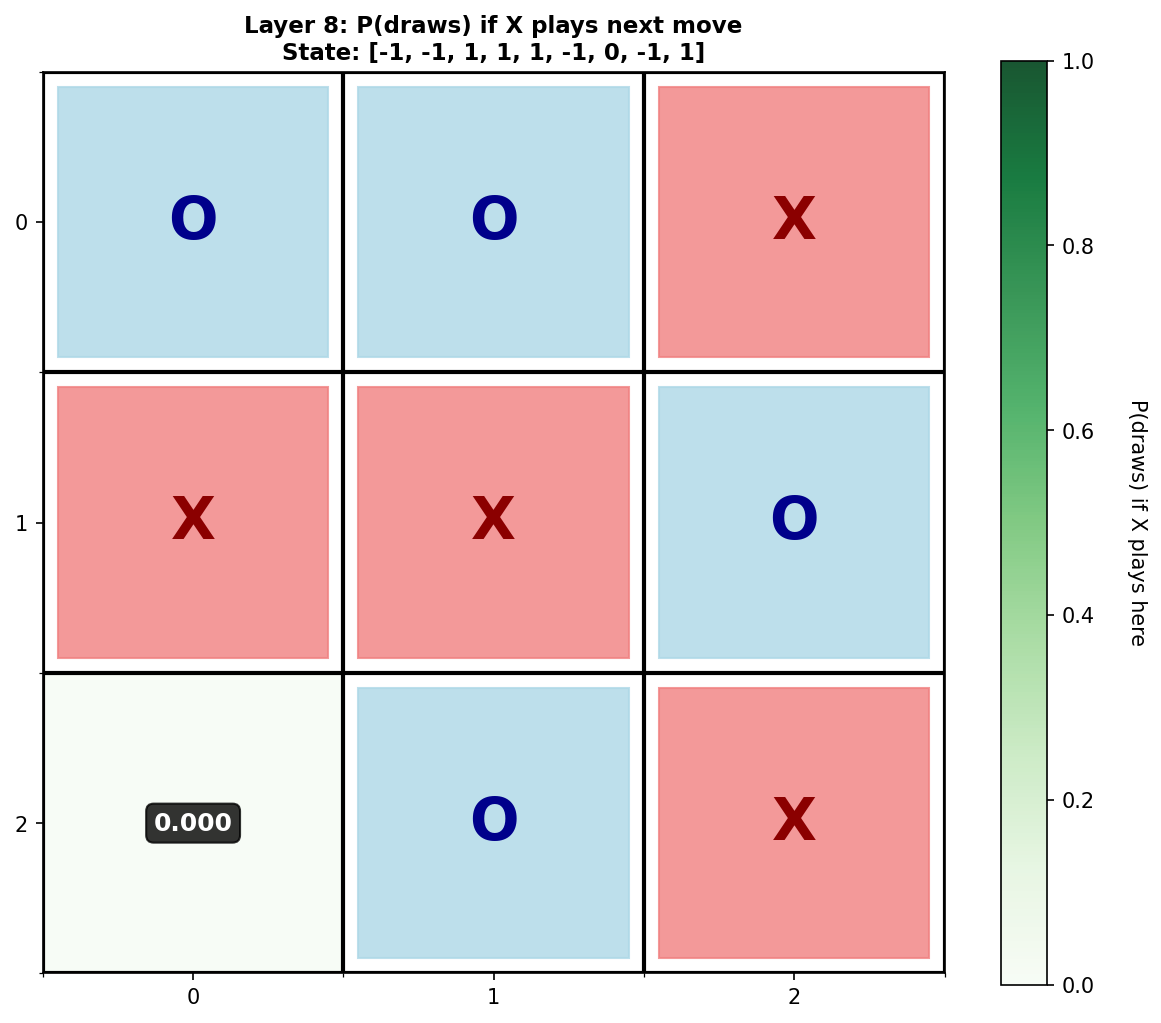 Layer 8: P(draws) if X plays next move
State: [-1, -1, 1, 1, 1, -1, 0, -1, 1]
O O X
X X O
0.000 O X
0
1
2
0 1 2
1.0
0.8
0.6
0.4
0.2
0.0
P(draws) if X plays here